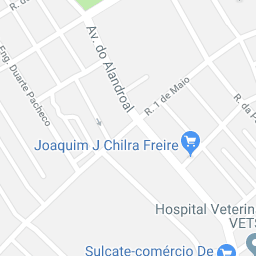 R. d
Av. do Alandroal
Eng. Duarte Pacheco
R. 1 de Maio
R. da P
Joaquim J Chilra Freire
Hospital Veterin
VETS
Sulcate-comércio De